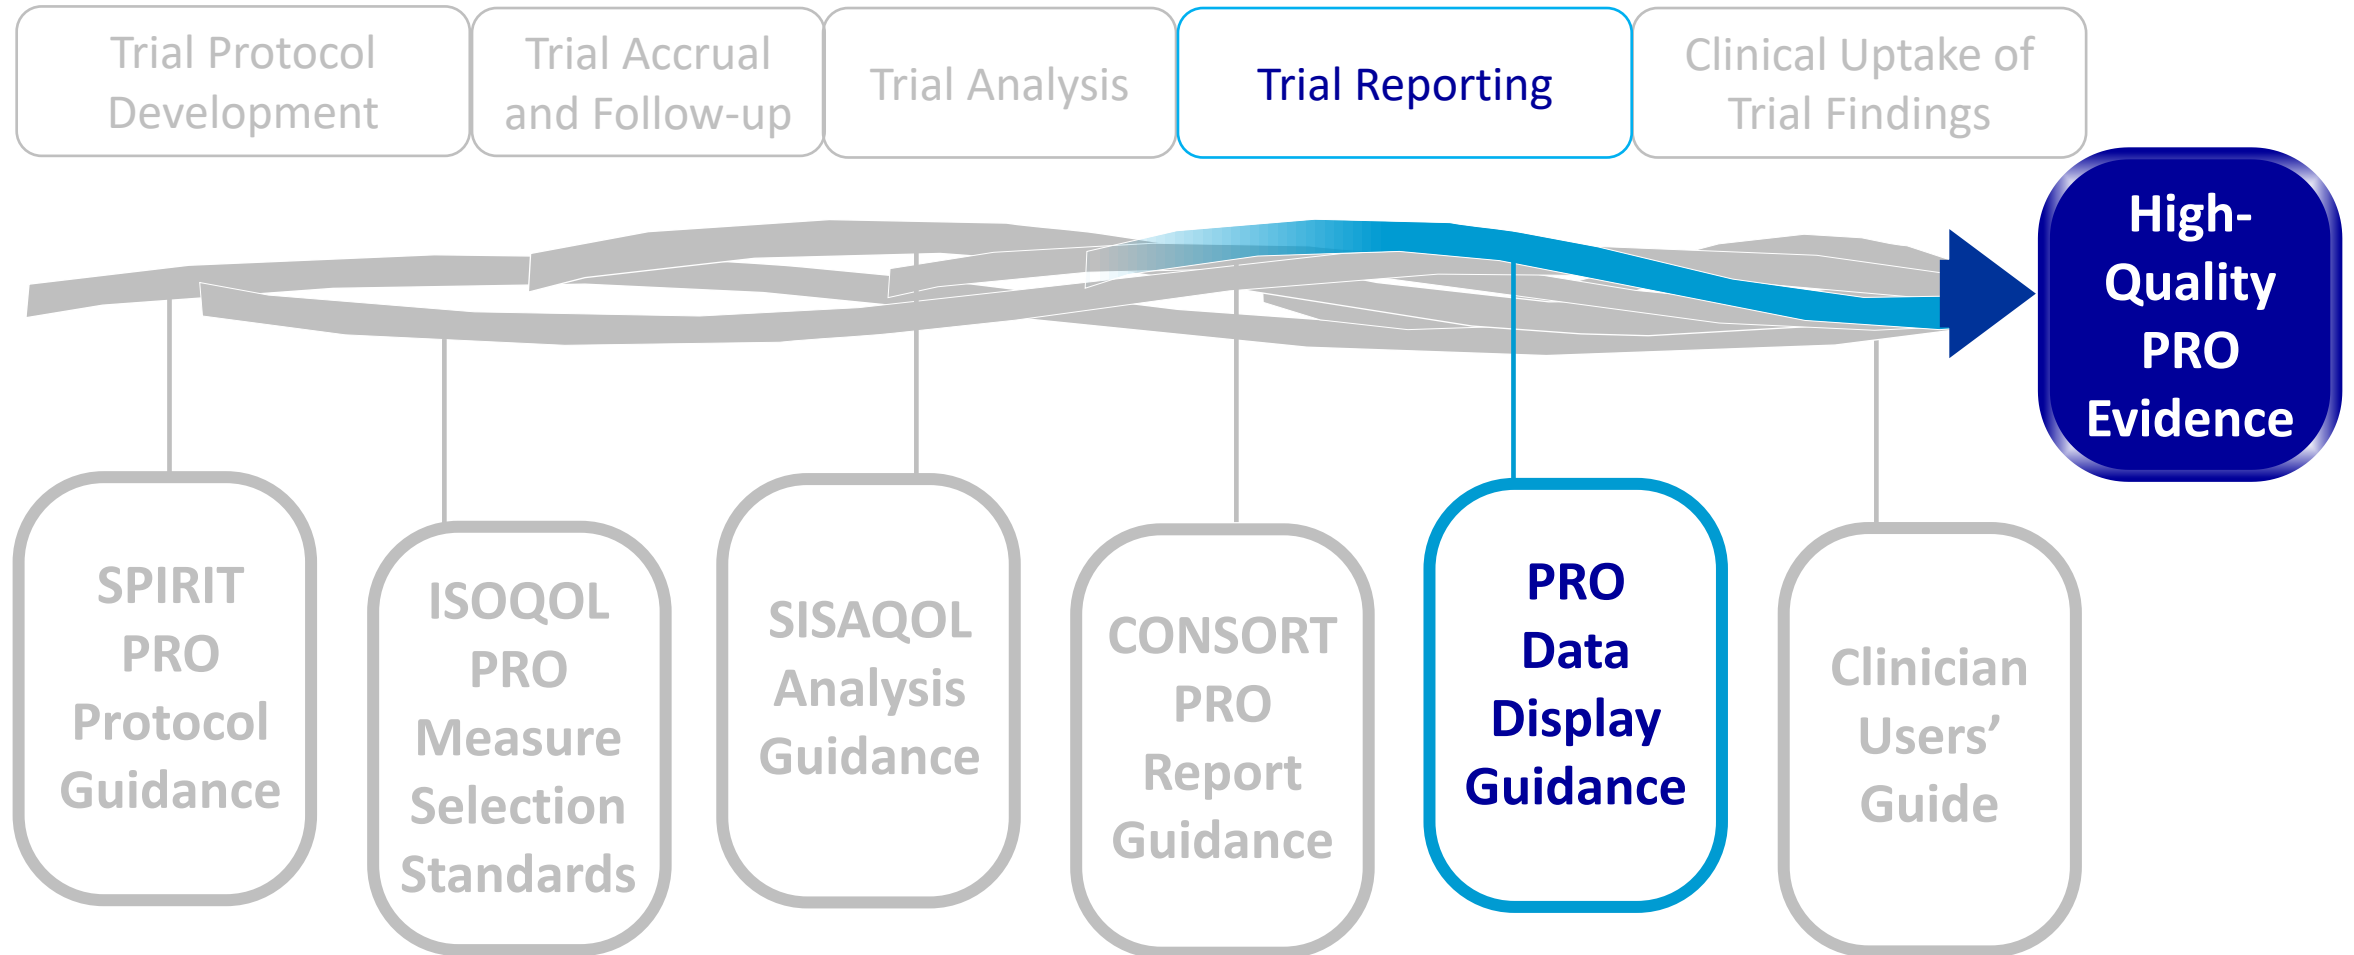 Trial Protocol
Development
Trial Accrual
and Follow-up
Trial Analysis
Trial Reporting
Clinical Uptake of
Trial Findings
High-
Quality
PRO
Evidence
SPIRIT
PRO
Protocol
Guidance
ISOQOL
PRO
Measure
Selection
Standards
SISAQOL
Analysis
Guidance
CONSORT
PRO
Report
Guidance
PRO
Data
Display
Guidance
Clinician
Users’
Guide